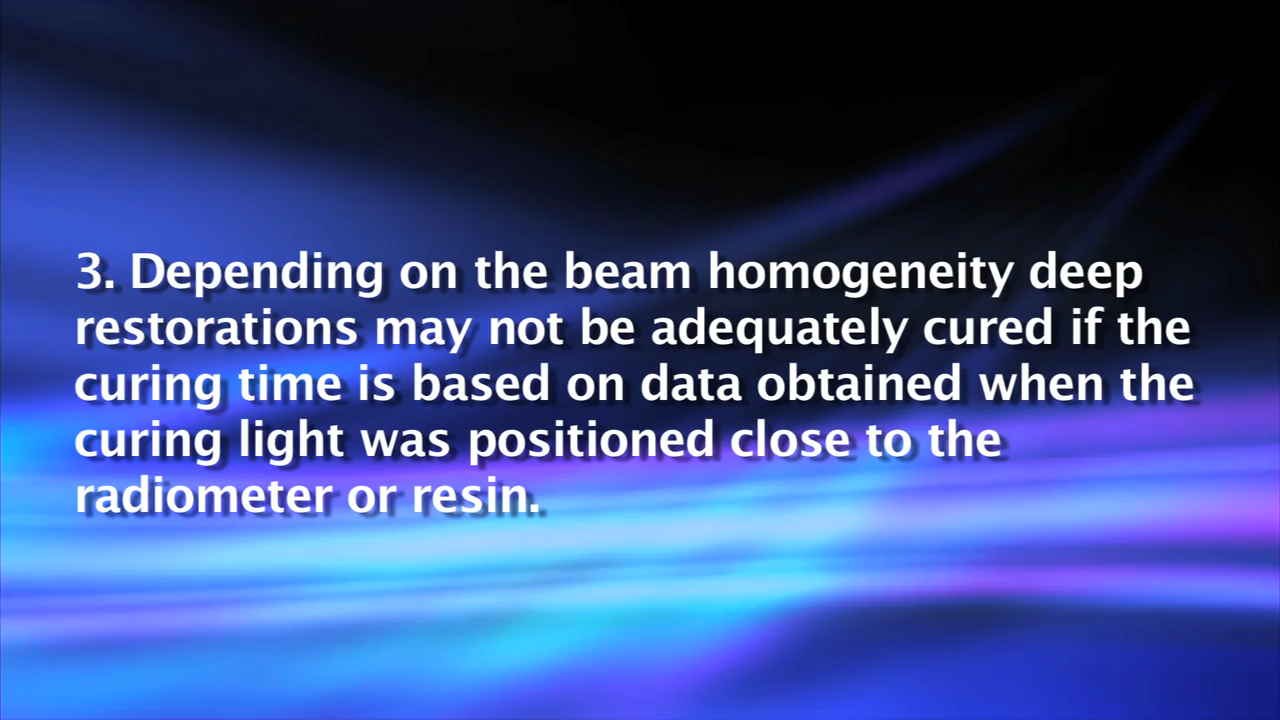 3. Depending on the beam homogeneity deep
restorations may not be adequately cured if the
curing time is based on data obtained when the
curing light was positioned close to the
radiometer or resin.